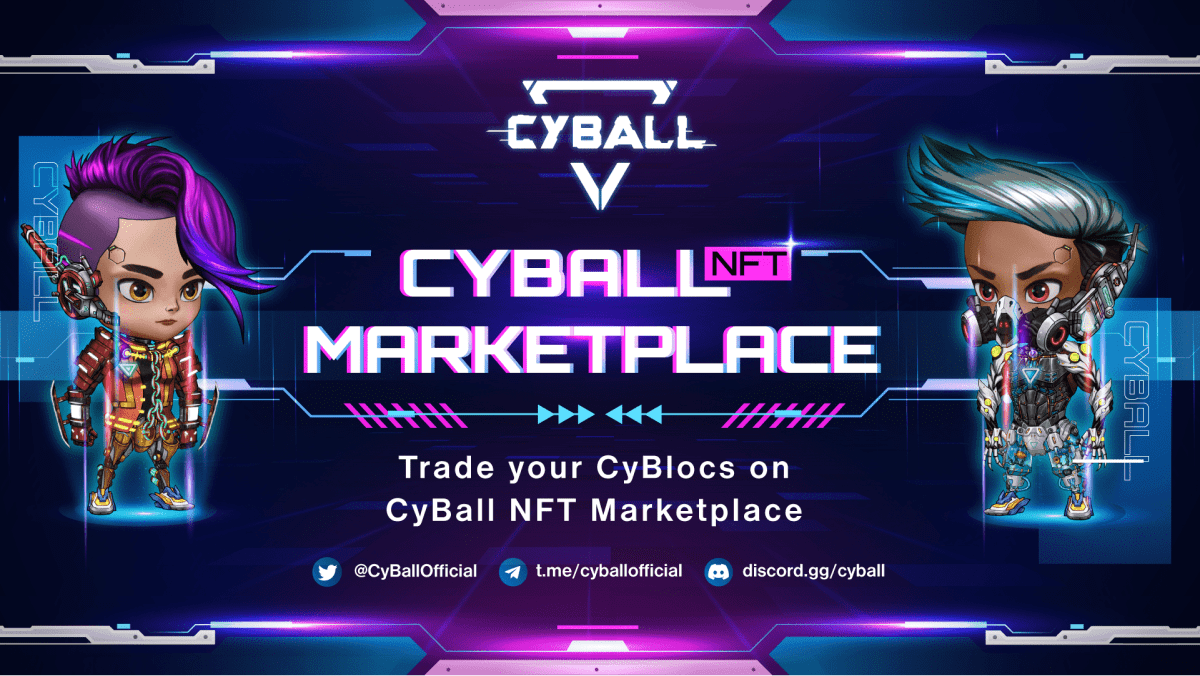 CYBALL
CYBALL NFT
MARKETPLACE
Trade your CyBlocs on
CyBall NFT Marketplace
@CyBallOfficial t.me/cyballofficial discord.gg/cyball
CYBALL
CYBALL